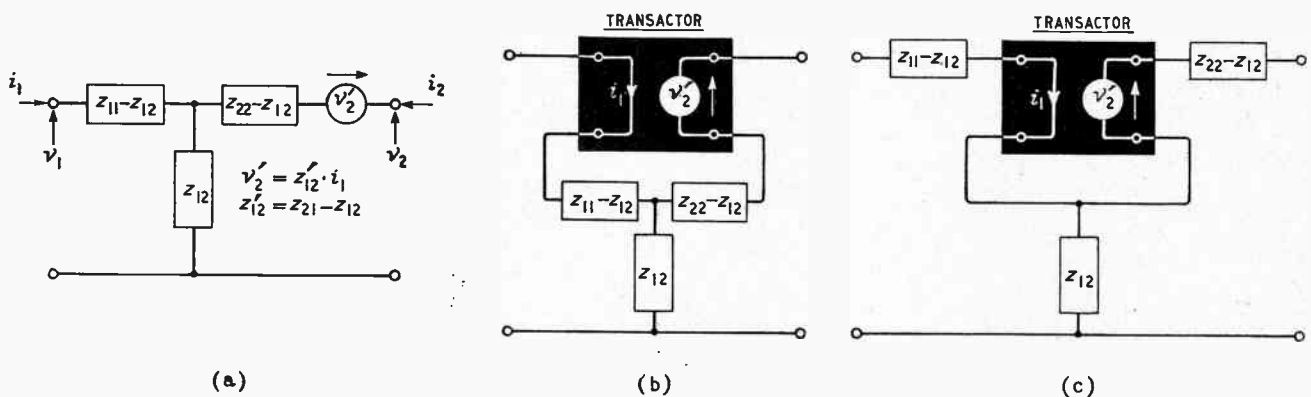 i₁
z₁₁–z₁₂
z₂₂–z₁₂
v₂′
i₂
v₁
v₂
z₁₂
v₂′ = z₁₂′ · i₁
z₁₂′ = z₂₁ – z₁₂
(a)
TRANSACTOR
i₁
v₂′
z₁₁–z₁₂
z₂₂–z₁₂
z₁₂
(b)
TRANSACTOR
z₁₁–z₁₂
i₁
v₂′
z₂₂–z₁₂
z₁₂
(c)